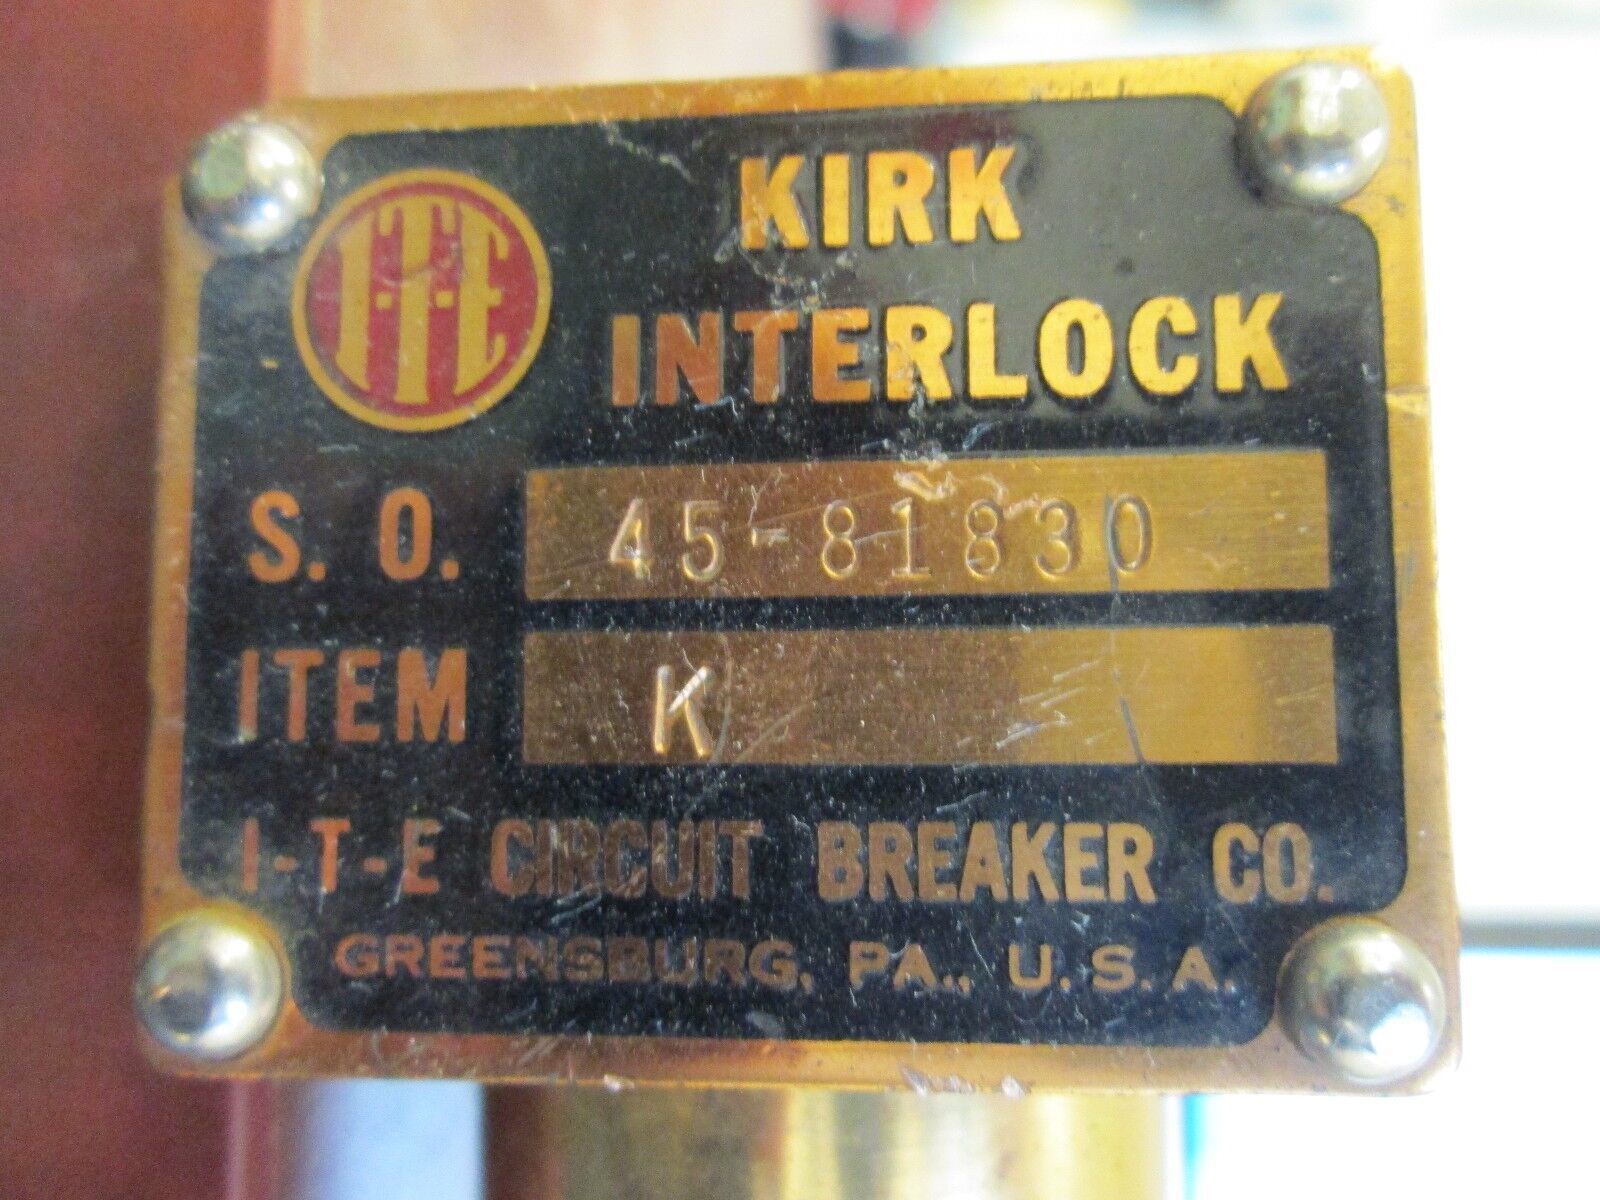 I-T-E
KIRK
INTERLOCK
S. O. 45-81830
ITEM K
I-T-E CIRCUIT BREAKER CO.
GREENSBURG, PA., U. S. A.